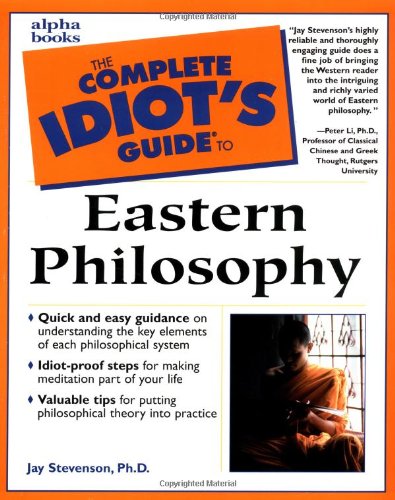 Copyrighted Material
alpha
books
THE
COMPLETE
IDIOT'S
GUIDE® TO
"Jay Stevenson's highly
reliable and thoroughly
engaging guide does a
fine job of bringing the
Western reader
into the intriguing
and richly varied
world of Eastern
philosophy. "
—Peter Li, Ph.D.,
Professor of Classical
Chinese and Greek
Thought, Rutgers
University
Eastern
Philosophy
♦ Quick and easy guidance on
understanding the key elements
of each philosophical system
♦ Idiot-proof steps for making
meditation part of your life
♦ Valuable tips for putting
philosophical theory into practice
Jay Stevenson, Ph.D.
Copyrighted Material